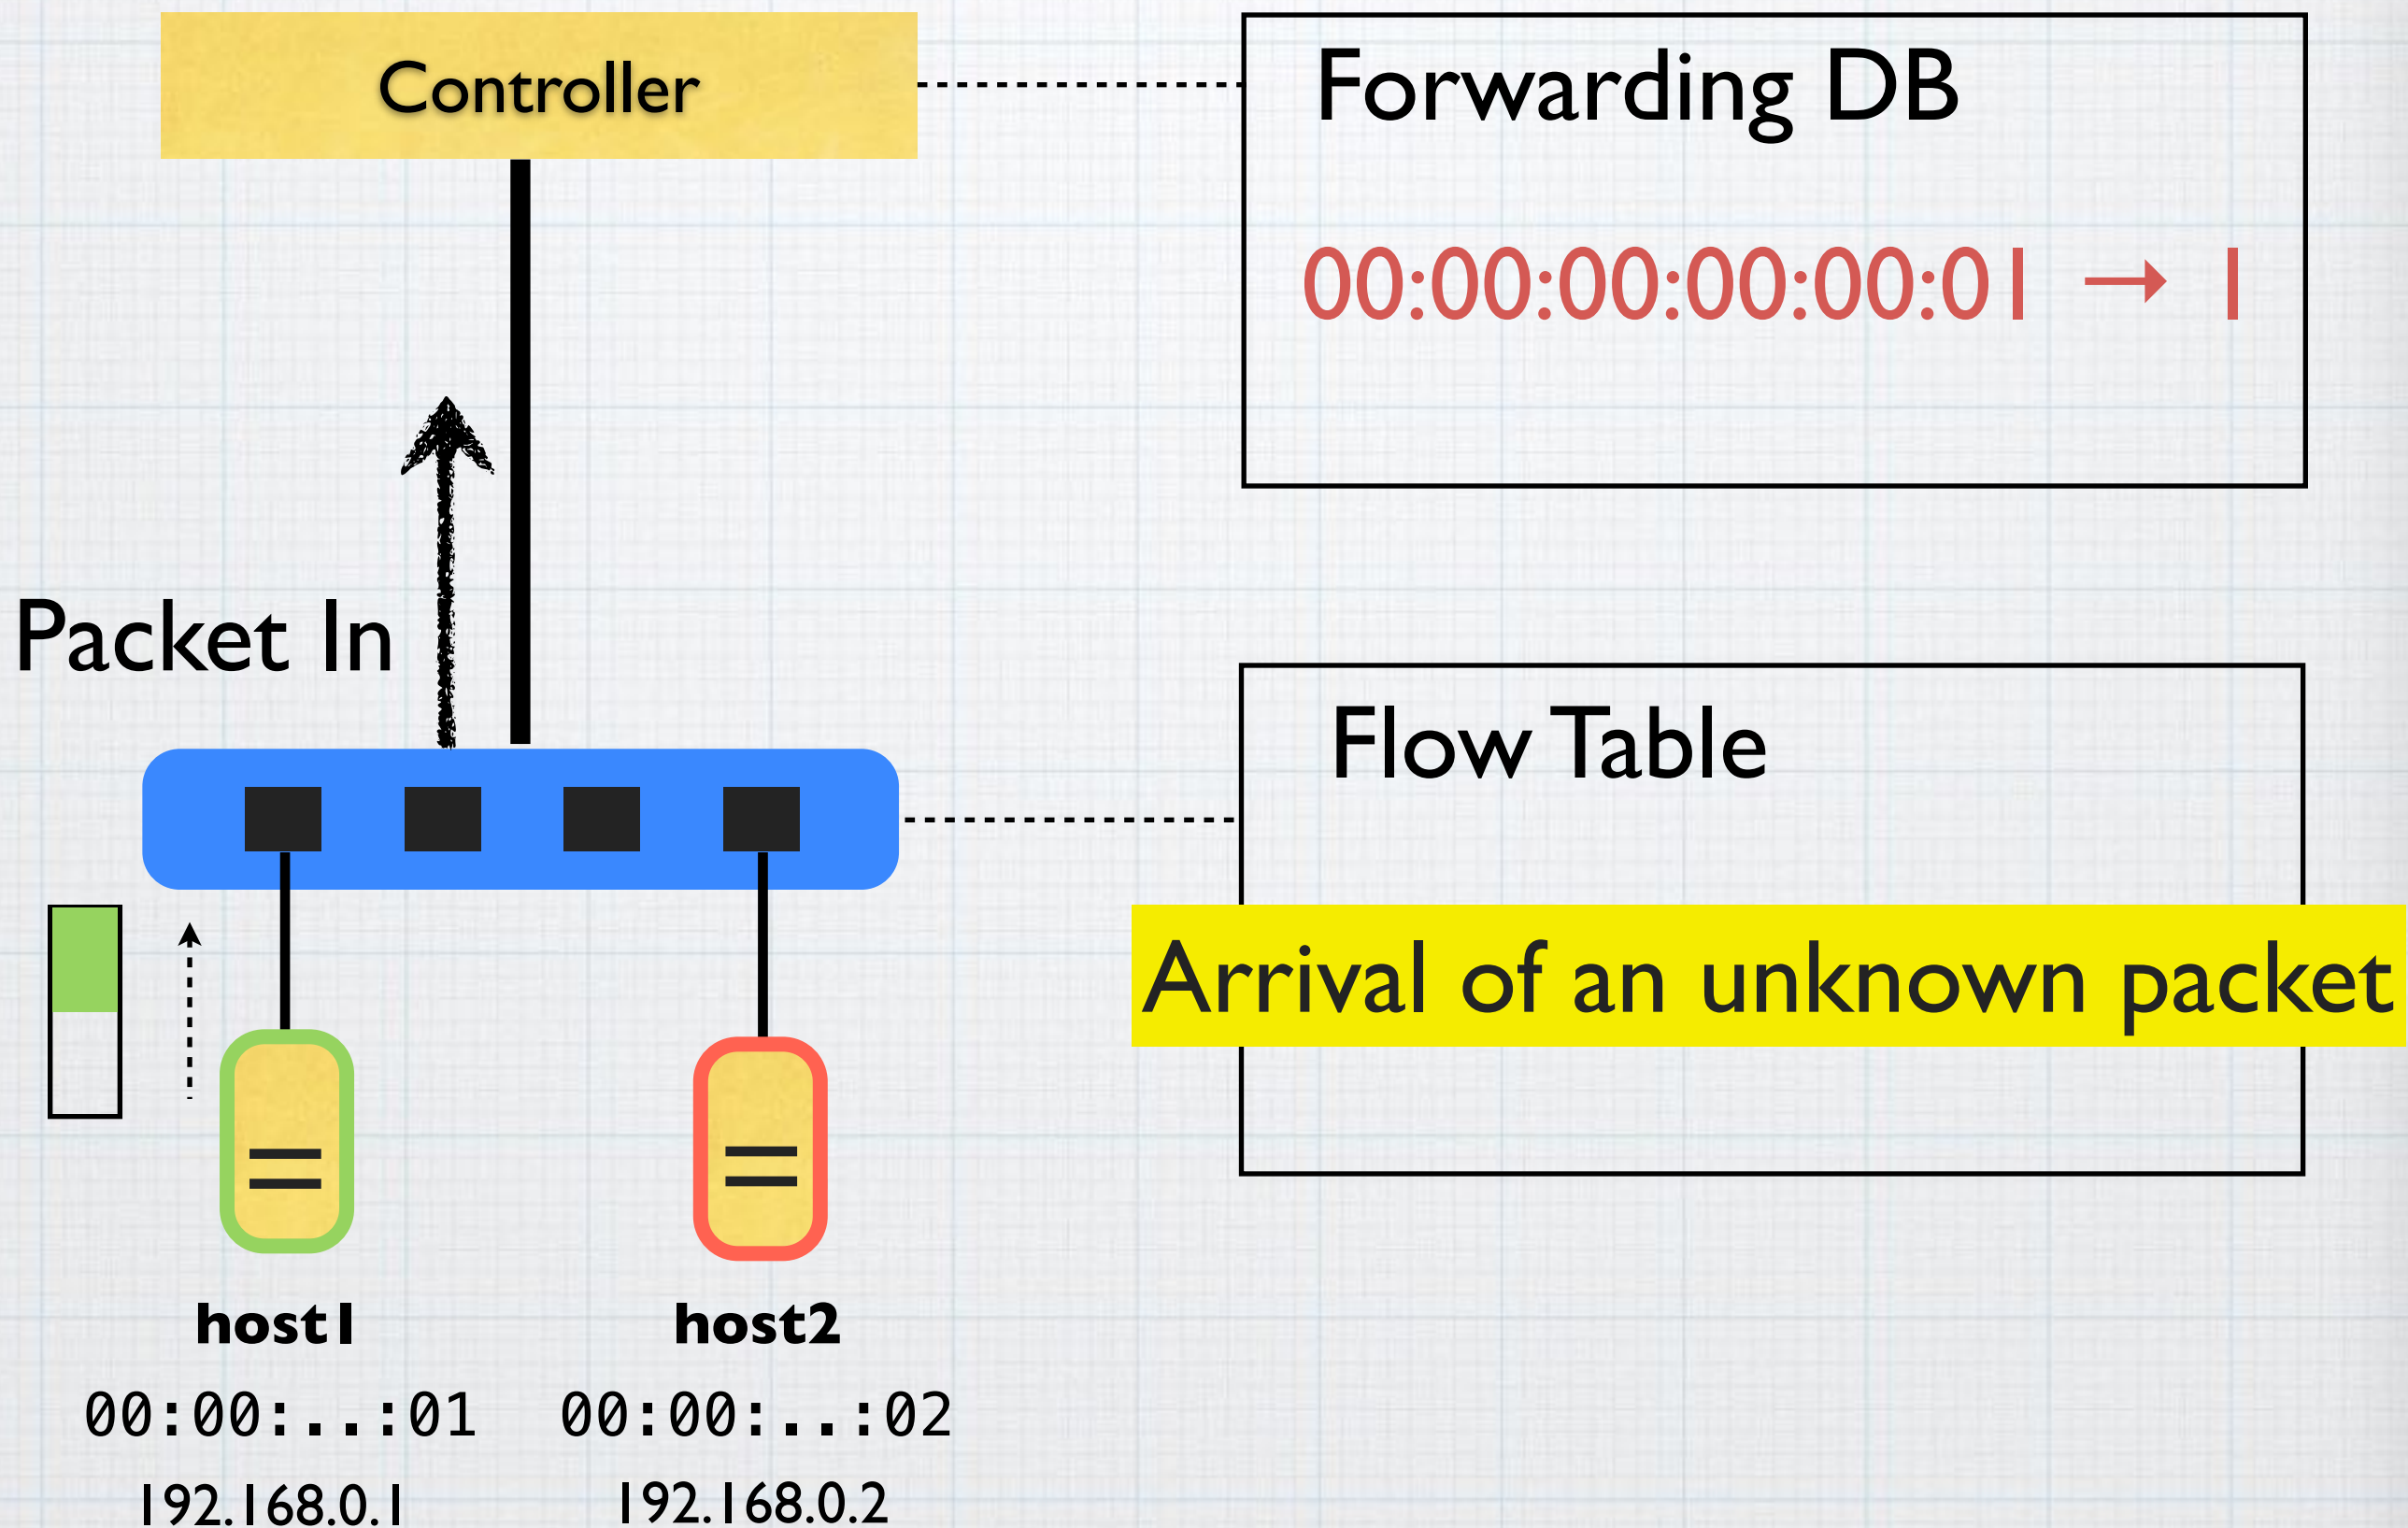 Controller
Forwarding DB
00:00:00:00:00:01 → 1
Packet In
Flow Table
Arrival of an unknown packet
host1
host2
00:00:..:01
00:00:..:02
192.168.0.1
192.168.0.2